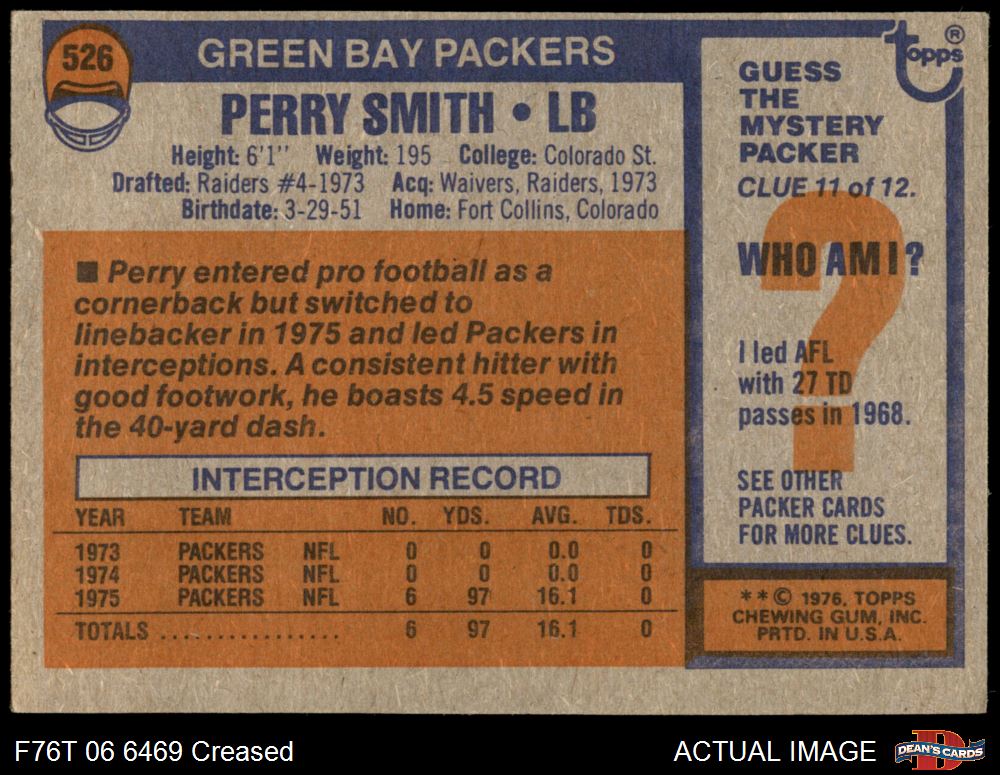 526
GREEN BAY PACKERS
PERRY SMITH • LB
Height: 6'1'' Weight: 195 College: Colorado St.
Drafted: Raiders #4-1973 Acq: Waivers, Raiders, 1973
Birthdate: 3-29-51 Home: Fort Collins, Colorado
■ Perry entered pro football as a
cornerback but switched to
linebacker in 1975 and led Packers in
interceptions. A consistent hitter with
good footwork, he boasts 4.5 speed in
the 40-yard dash.
INTERCEPTION RECORD
YEAR TEAM NO. YDS. AVG. TDS.
1973 PACKERS NFL 0 0 0.0 0
1974 PACKERS NFL 0 0 0.0 0
1975 PACKERS NFL 6 97 16.1 0
TOTALS .................. 6 97 16.1 0
topps ®
GUESS
THE
MYSTERY
PACKER
CLUE 11 of 12.
?
WHO AM I?
I led AFL
with 27 TD
passes in 1968.
SEE OTHER
PACKER CARDS
FOR MORE CLUES.
**© 1976, TOPPS
CHEWING GUM, INC.
PRTD. IN U.S.A.
F76T 06 6469 Creased
ACTUAL IMAGE
D
DEAN'S CARDS